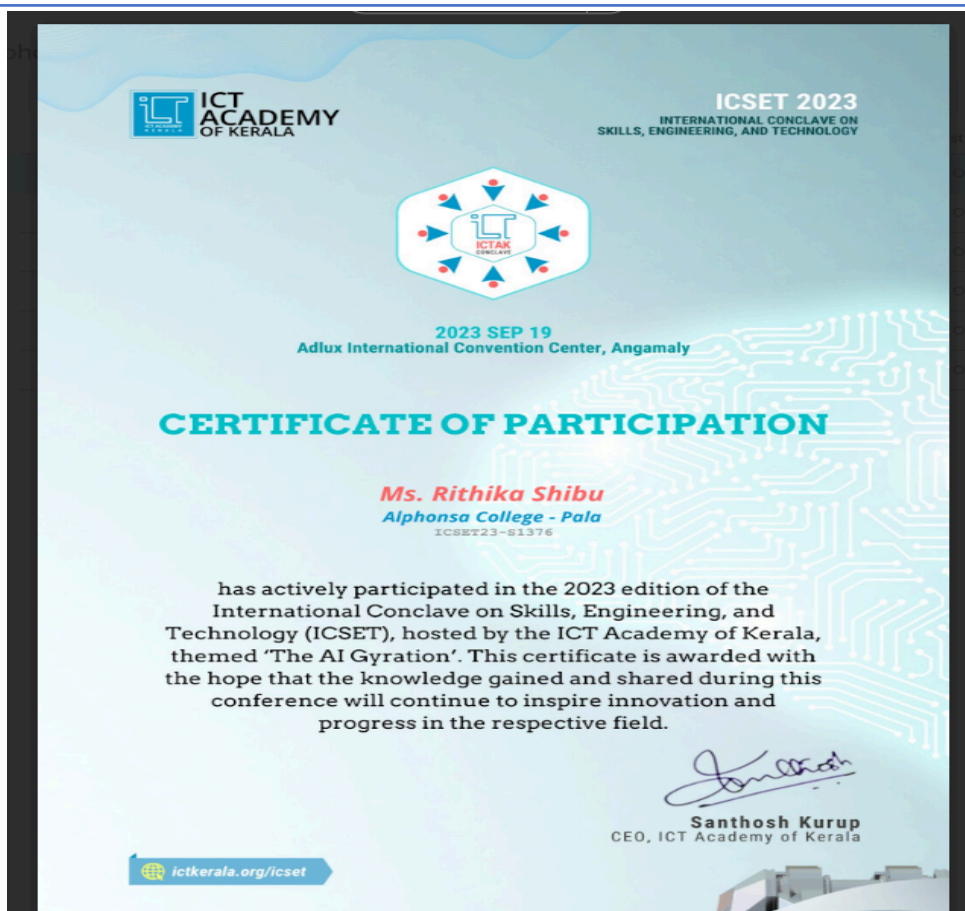 ICT
ACADEMY
OF KERALA
ICT ACADEMY
KERALA
ICSET 2023
INTERNATIONAL CONCLAVE ON
SKILLS, ENGINEERING, AND TECHNOLOGY
ICTAK
CONCLAVE
2023 SEP 19
Adlux International Convention Center, Angamaly
CERTIFICATE OF PARTICIPATION
Ms. Rithika Shibu
Alphonsa College - Pala
ICSET23-S1376
has actively participated in the 2023 edition of the
International Conclave on Skills, Engineering, and
Technology (ICSET), hosted by the ICT Academy of Kerala,
themed ‘The AI Gyration’. This certificate is awarded with
the hope that the knowledge gained and shared during this
conference will continue to inspire innovation and
progress in the respective field.
Santhosh Kurup
CEO, ICT Academy of Kerala
ictkerala.org/icset